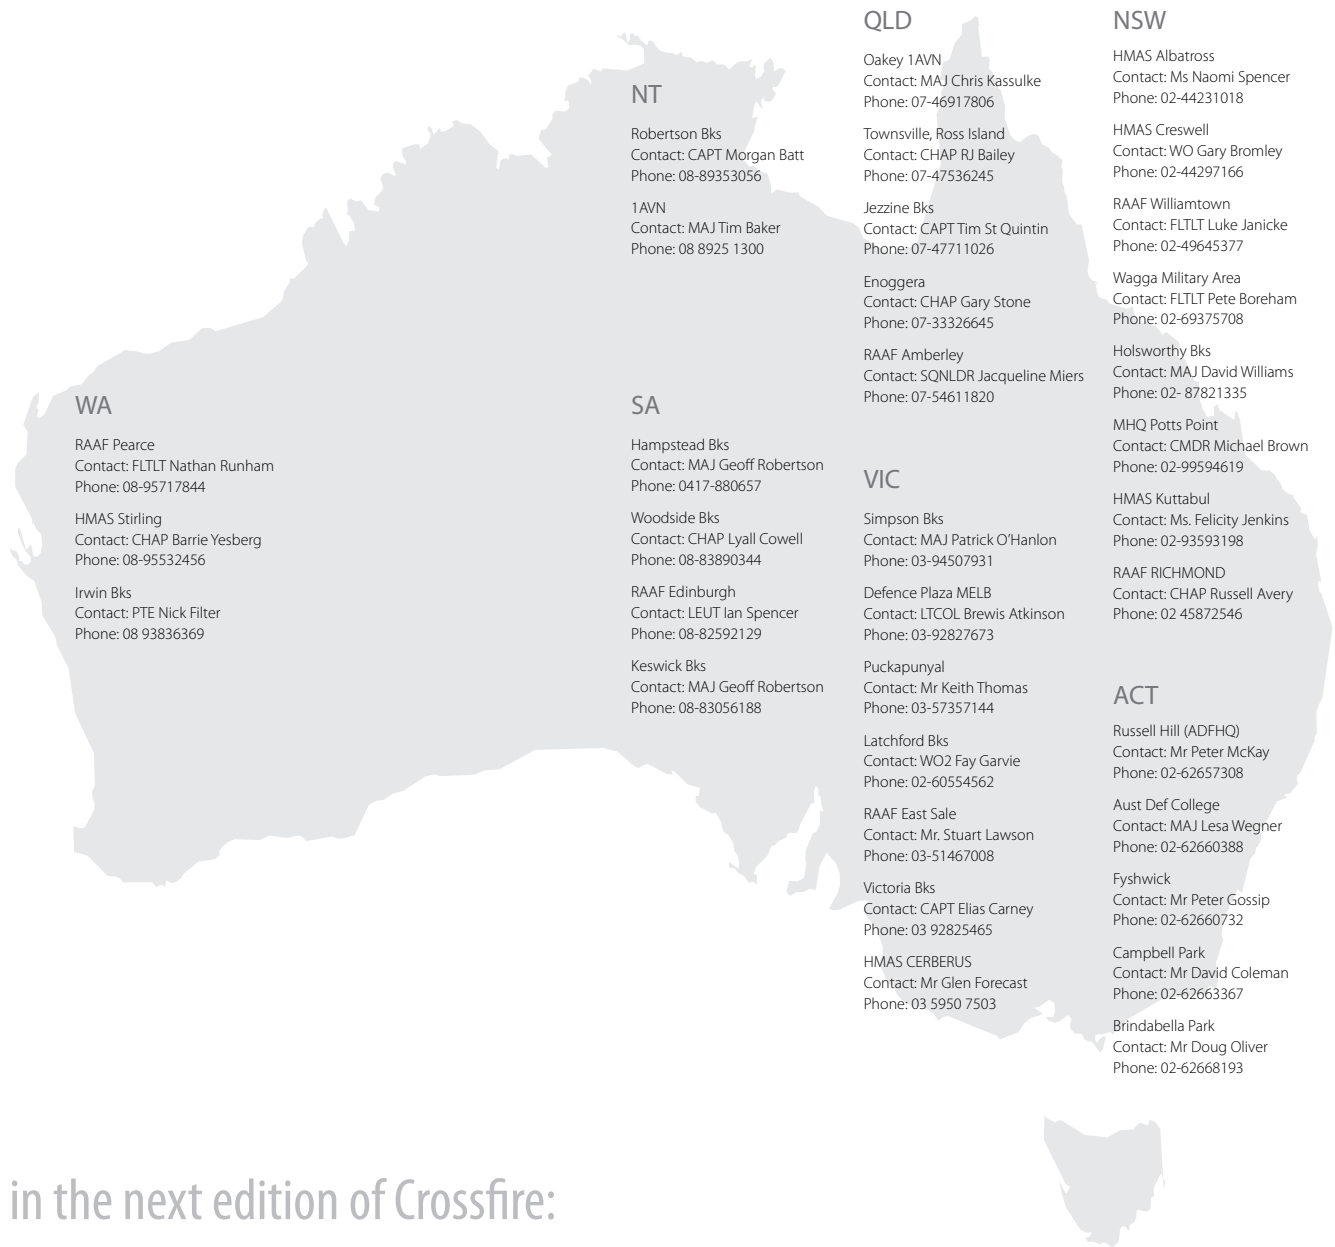 WA
RAAF Pearce
Contact: FLTLT Nathan Runham
Phone: 08-95717844
HMAS Stirling
Contact: CHAP Barrie Yesberg
Phone: 08-95532456
Irwin Bks
Contact: PTE Nick Filter
Phone: 08 93836369
NT
Robertson Bks
Contact: CAPT Morgan Batt
Phone: 08-89353056
1AVN
Contact: MAJ Tim Baker
Phone: 08 8925 1300
SA
Hampstead Bks
Contact: MAJ Geoff Robertson
Phone: 0417-880657
Woodside Bks
Contact: CHAP Lyall Cowell
Phone: 08-83890344
RAAF Edinburgh
Contact: LEUT Ian Spencer
Phone: 08-82592129
Keswick Bks
Contact: MAJ Geoff Robertson
Phone: 08-83056188
QLD
Oakey 1AVN
Contact: MAJ Chris Kassulke
Phone: 07-46917806
Townsville, Ross Island
Contact: CHAP RJ Bailey
Phone: 07-47536245
Jezzine Bks
Contact: CAPT Tim St Quintin
Phone: 07-47711026
Enoggera
Contact: CHAP Gary Stone
Phone: 07-33326645
RAAF Amberley
Contact: SQNLDR Jacqueline Miers
Phone: 07-54611820
VIC
Simpson Bks
Contact: MAJ Patrick O'Hanlon
Phone: 03-94507931
Defence Plaza MELB
Contact: LTCOL Brewis Atkinson
Phone: 03-92827673
Puckapunyal
Contact: Mr Keith Thomas
Phone: 03-57357144
Latchford Bks
Contact: WO2 Fay Garvie
Phone: 02-60554562
RAAF East Sale
Contact: Mr. Stuart Lawson
Phone: 03-51467008
Victoria Bks
Contact: CAPT Elias Carney
Phone: 03 92825465
HMAS CERBERUS
Contact: Mr Glen Forecast
Phone: 03 5950 7503
NSW
HMAS Albatross
Contact: Ms Naomi Spencer
Phone: 02-44231018
HMAS Creswell
Contact: WO Gary Bromley
Phone: 02-44297166
RAAF Williamtown
Contact: FLTLT Luke Janicke
Phone: 02-49645377
Wagga Military Area
Contact: FLTLT Pete Boreham
Phone: 02-69375708
Holsworthy Bks
Contact: MAJ David Williams
Phone: 02- 87821335
MHQ Potts Point
Contact: CMDR Michael Brown
Phone: 02-99594619
HMAS Kuttabul
Contact: Ms. Felicity Jenkins
Phone: 02-93593198
RAAF RICHMOND
Contact: CHAP Russell Avery
Phone: 02 45872546
ACT
Russell Hill (ADFHQ)
Contact: Mr Peter McKay
Phone: 02-62657308
Aust Def College
Contact: MAJ Lesa Wegner
Phone: 02-62660388
Fyshwick
Contact: Mr Peter Gossip
Phone: 02-62660732
Campbell Park
Contact: Mr David Coleman
Phone: 02-62663367
Brindabella Park
Contact: Mr Doug Oliver
Phone: 02-62668193
in the next edition of Crossfire: